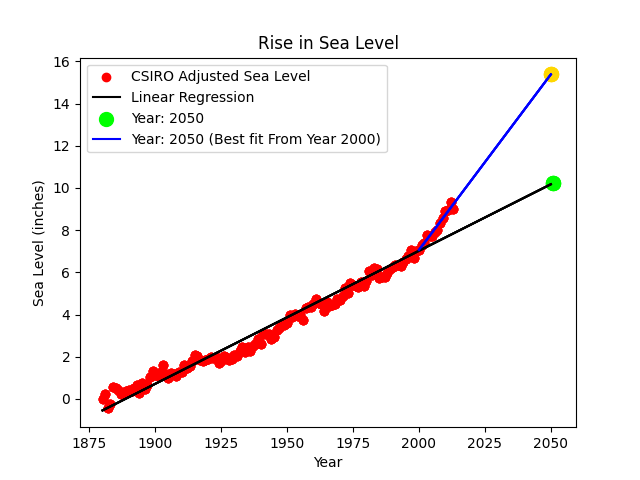 Rise in Sea Level
CSIRO Adjusted Sea Level
Linear Regression
Year: 2050
Year: 2050 (Best fit From Year 2000)
Sea Level (inches)
16
14
12
10
8
6
4
2
0
1875 1900 1925 1950 1975 2000 2025 2050
Year